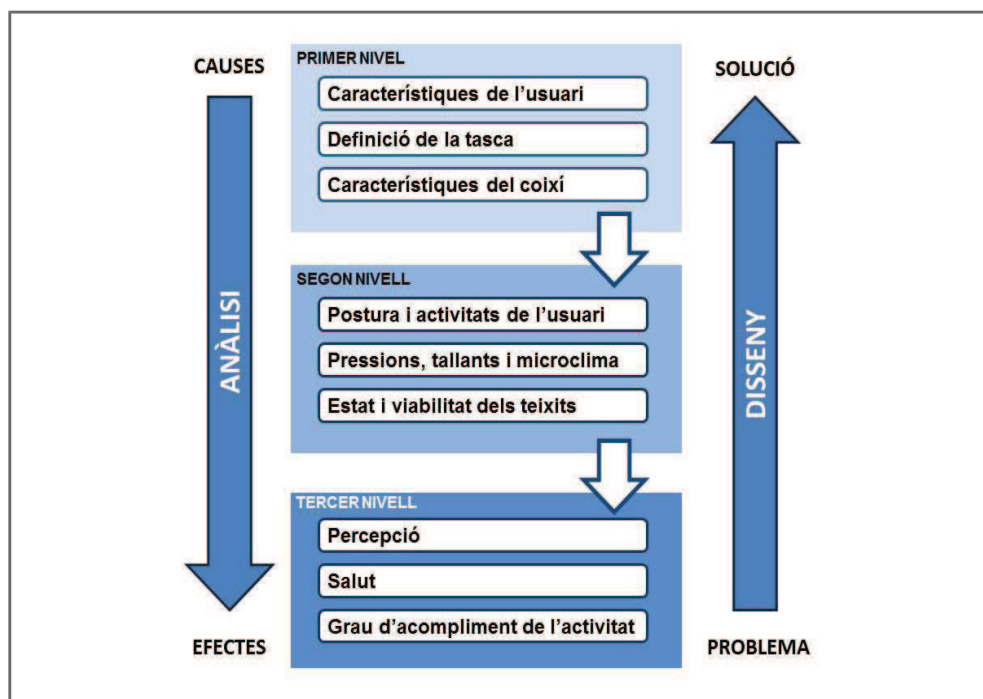 CAUSES
PRIMER NIVEL
SOLUCIÓ
Característiques de l'usuari
Definició de la tasca
Característiques del coixí
ANÀLISI
DISSENY
SEGON NIVELL
Postura i activitats de l'usuari
Pressions, tallants i microclima
Estat i viabilitat dels teixits
TERCER NIVELL
Percepció
Salut
Grau d'acompliment de l'activitat
EFECTES
PROBLEMA